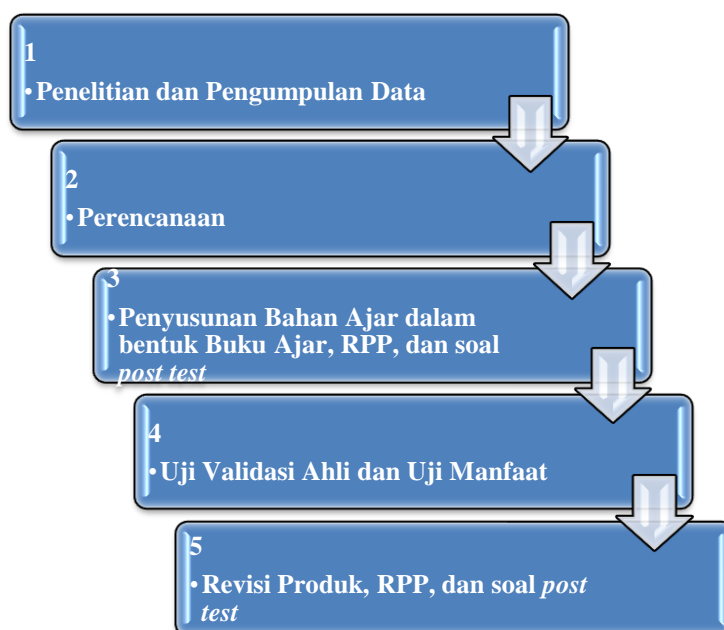 1
•Penelitian dan Pengumpulan Data
2
•Perencanaan
3
•Penyusunan Bahan Ajar dalam
bentuk Buku Ajar, RPP, dan soal
post test
4
•Uji Validasi Ahli dan Uji Manfaat
5
•Revisi Produk, RPP, dan soal post
test